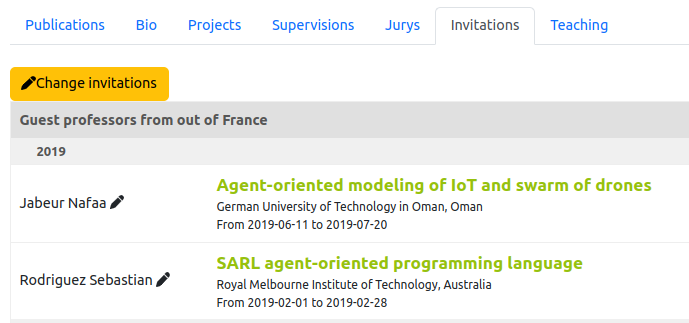 Publications Bio Projects Supervisions Jurys Invitations Teaching
Change invitations
Guest professors from out of France
2019
Jabeur Nafaa
Agent-oriented modeling of IoT and swarm of drones
German University of Technology in Oman, Oman
From 2019-06-11 to 2019-07-20
Rodriguez Sebastian
SARL agent-oriented programming language
Royal Melbourne Institute of Technology, Australia
From 2019-02-01 to 2019-02-28